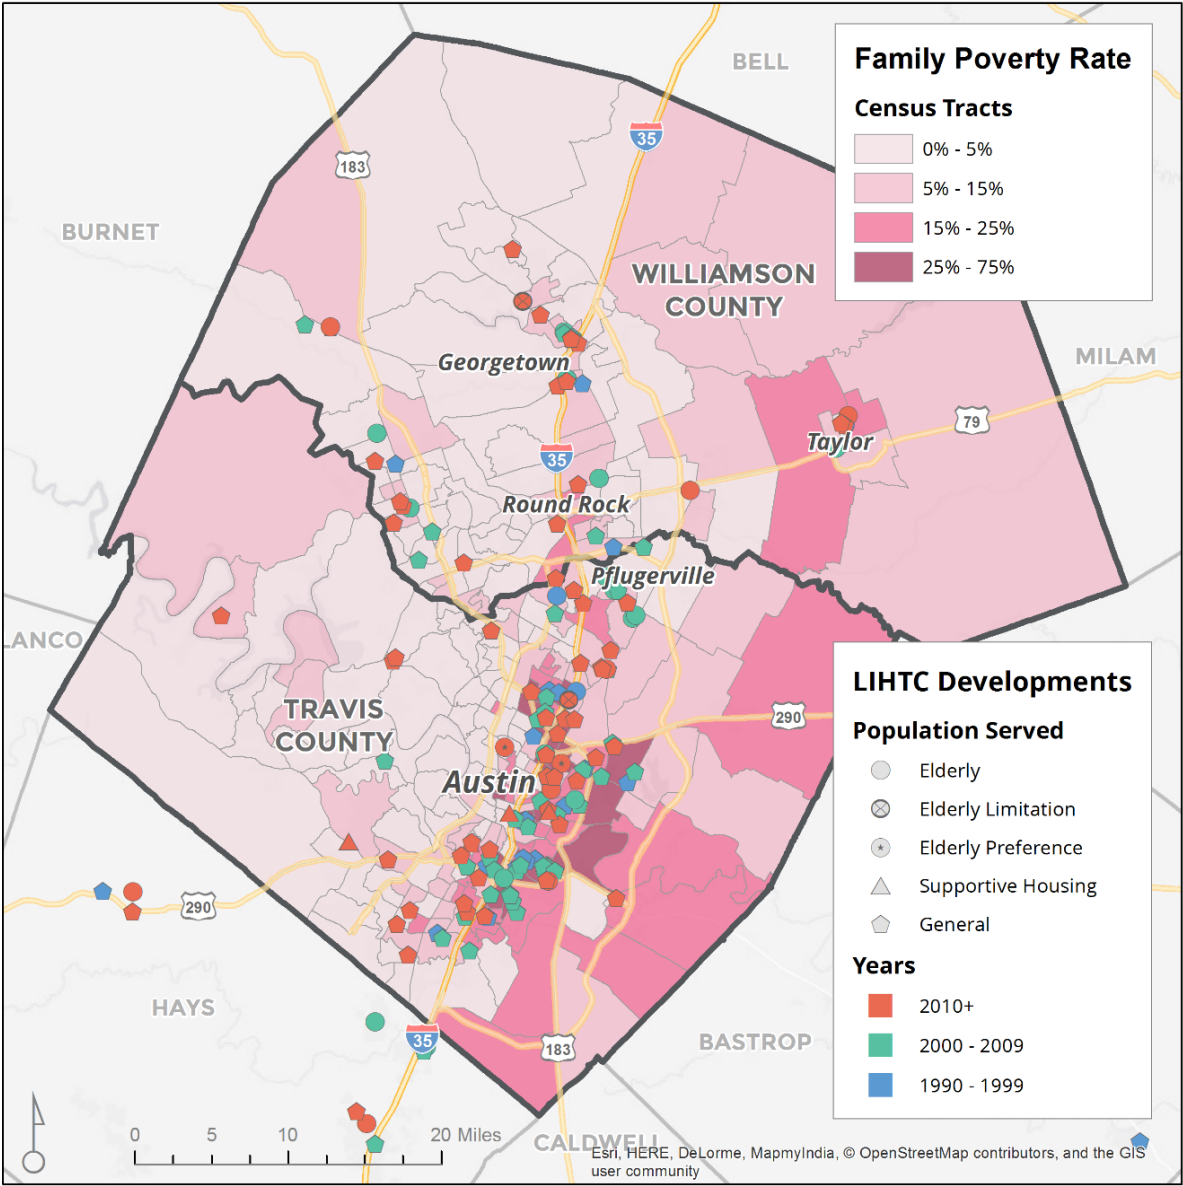 BELL
Family Poverty Rate
Census Tracts
0% - 5%
5% - 15%
15% - 25%
25% - 75%
35
183
BURNET
WILLIAMSON
COUNTY
Georgetown
MILAM
79
Taylor
35
Round Rock
Pflugerville
LANCO
TRAVIS
COUNTY
290
Austin
290
HAYS
35
183
BASTROP
CALDWELL
LIHTC Developments
Population Served
Elderly
Elderly Limitation
Elderly Preference
Supportive Housing
General
Years
2010+
2000 - 2009
1990 - 1999
0 5 10 20 Miles
Esri, HERE, DeLorme, MapmyIndia, © OpenStreetMap contributors, and the GIS
user community